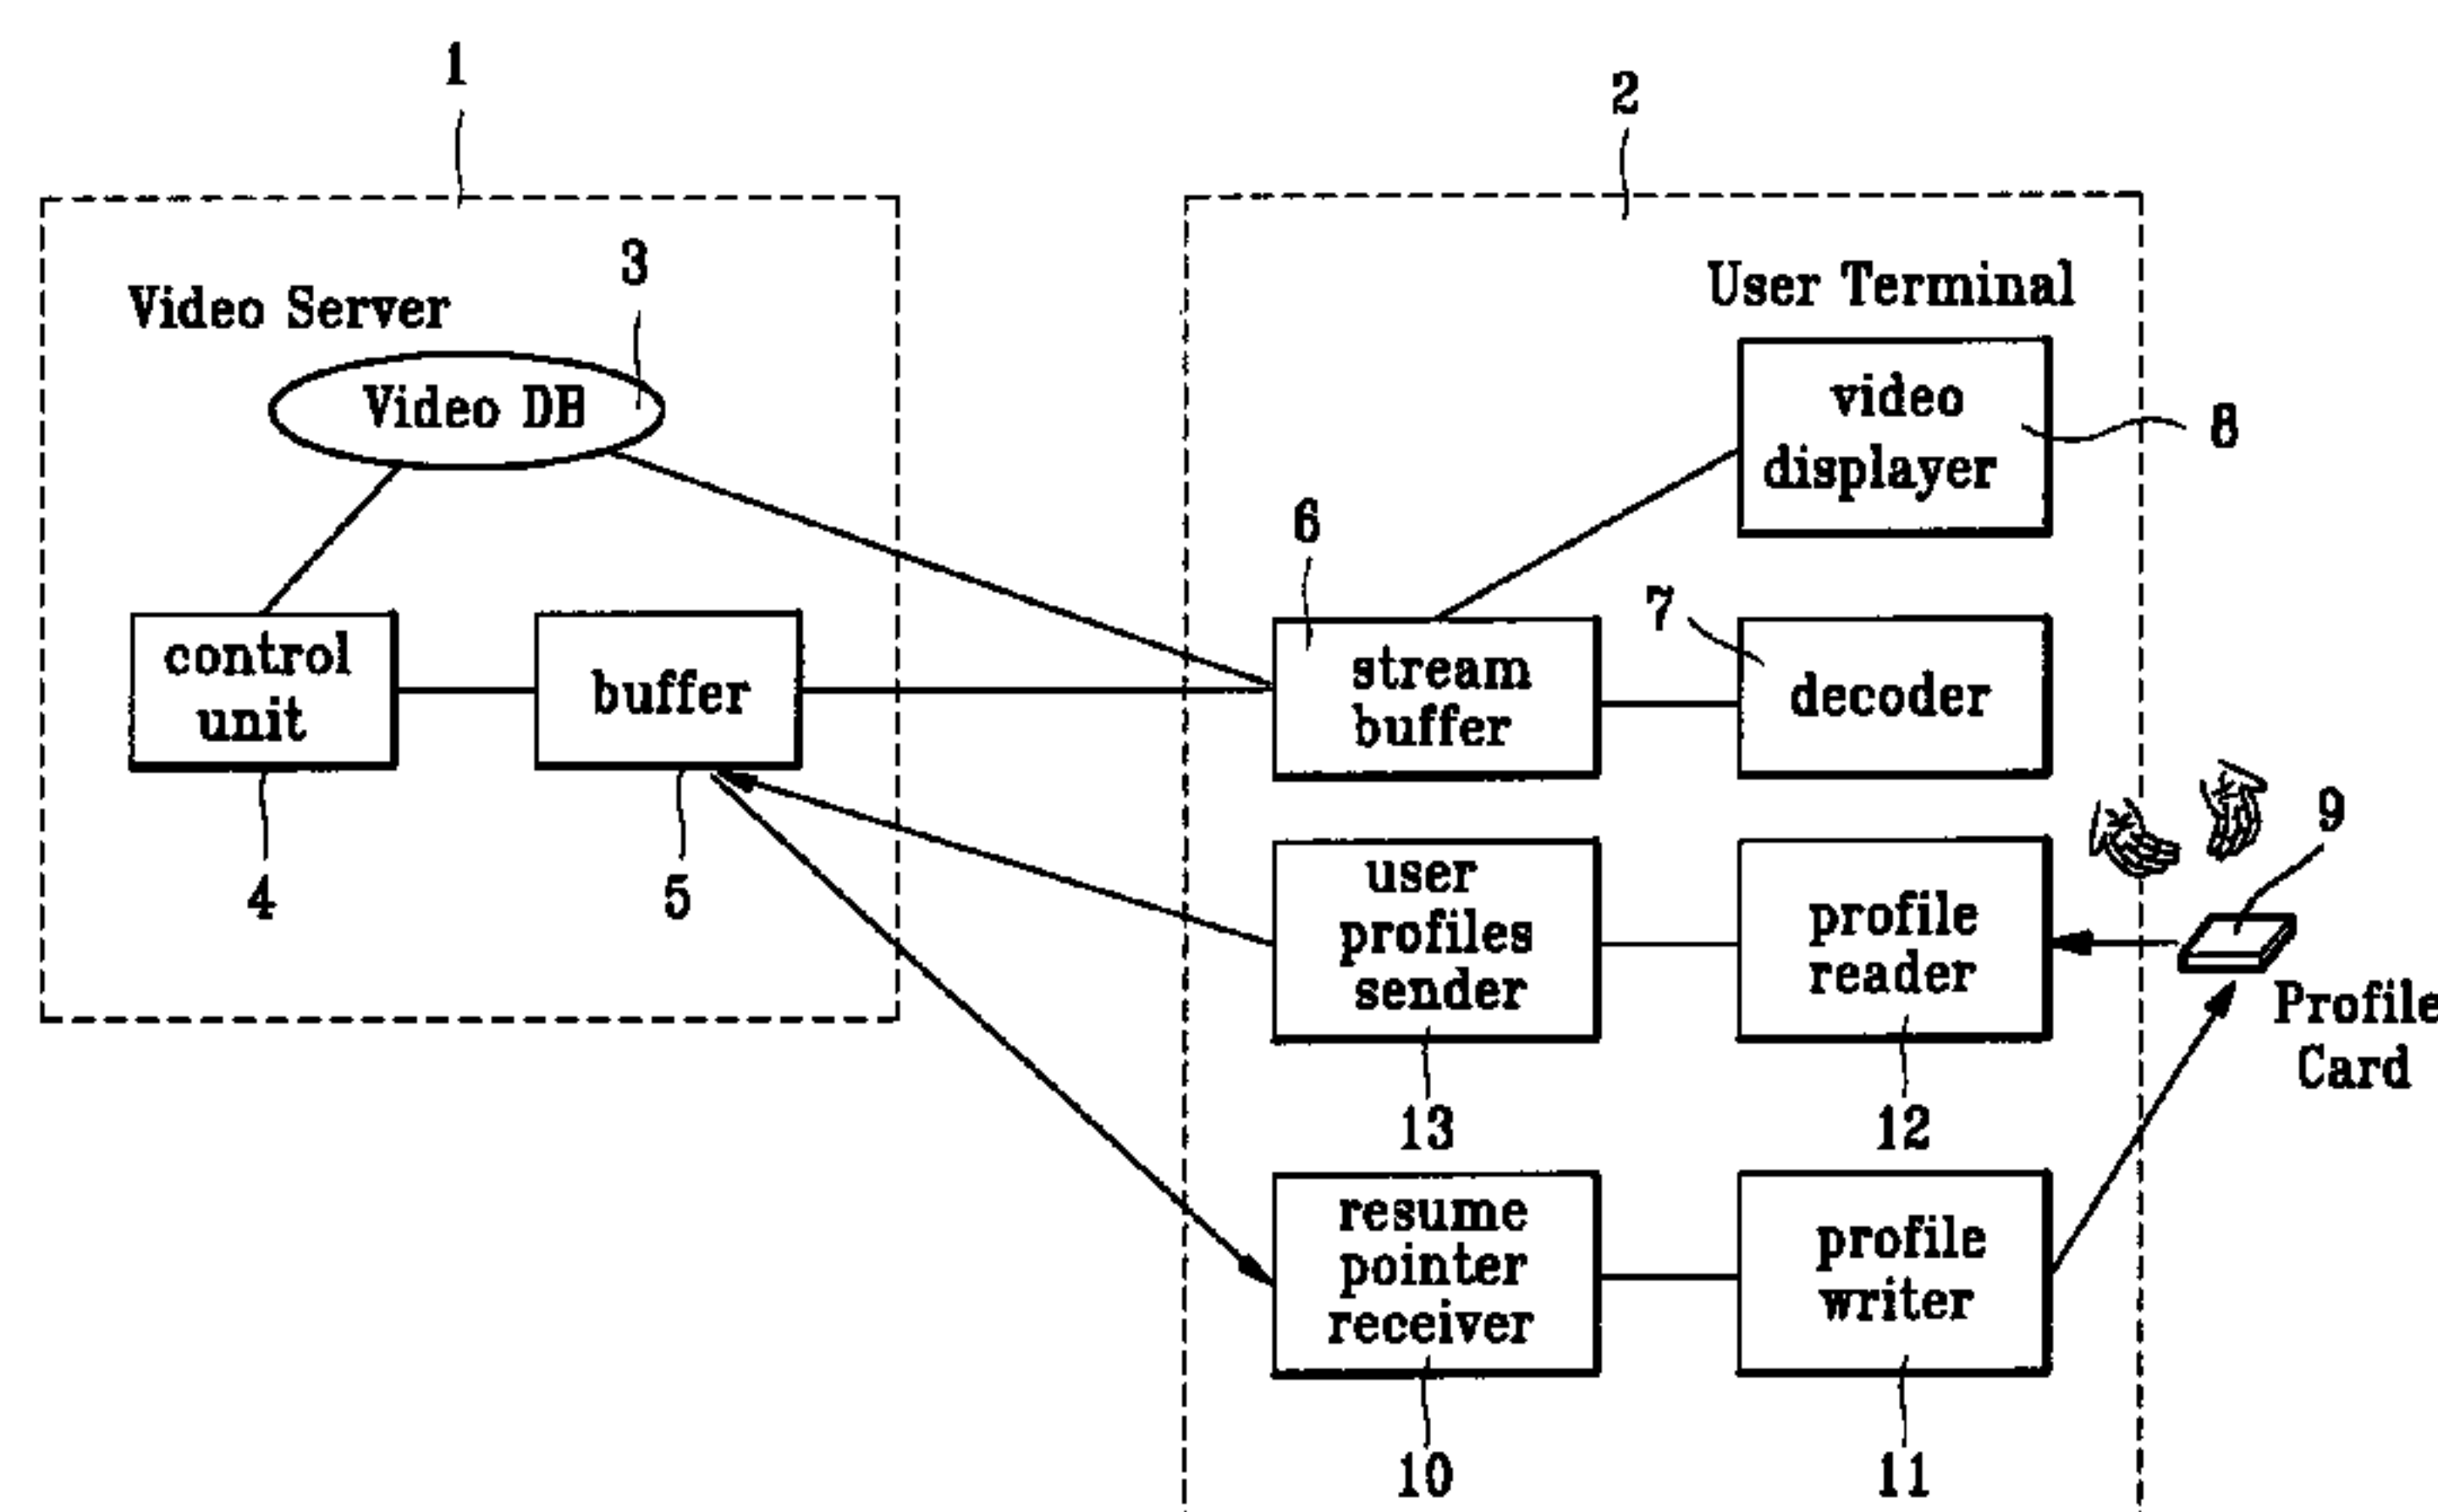 1
2
Video Server
3
User Terminal
Video DB
video
displayer
8
6
7
control
unit
buffer
stream
buffer
decoder
4
5
9
user
profiles
sender
profile
reader
Profile
Card
13
12
resume
pointer
receiver
profile
writer
10
11